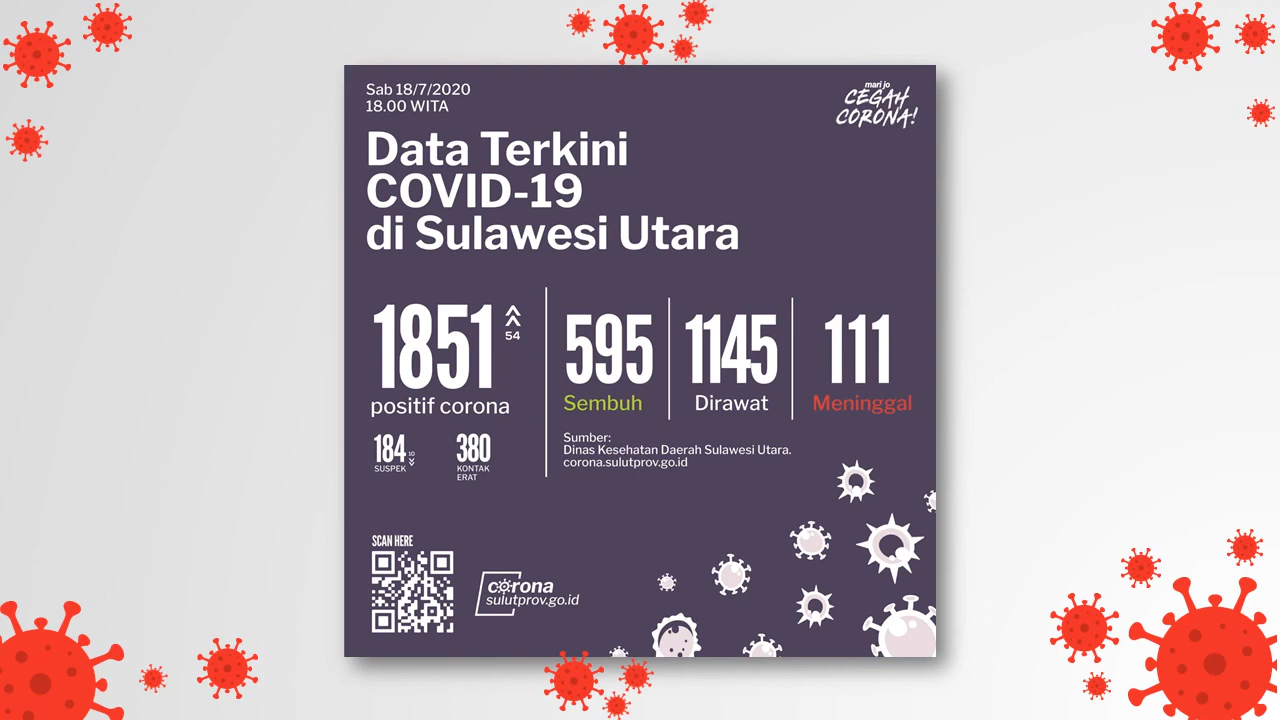 Sab 18/7/2020
18.00 WITA
mari jo
CEGAH
CORONA!
Data Terkini
COVID-19
di Sulawesi Utara
1851
54
positif corona
595
Sembuh
1145
Dirawat
111
Meninggal
184
10
SUSPEK
380
KONTAK
ERAT
Sumber:
Dinas Kesehatan Daerah Sulawesi Utara.
corona.sulutprov.go.id
SCAN HERE
corona
sulutprov.go.id